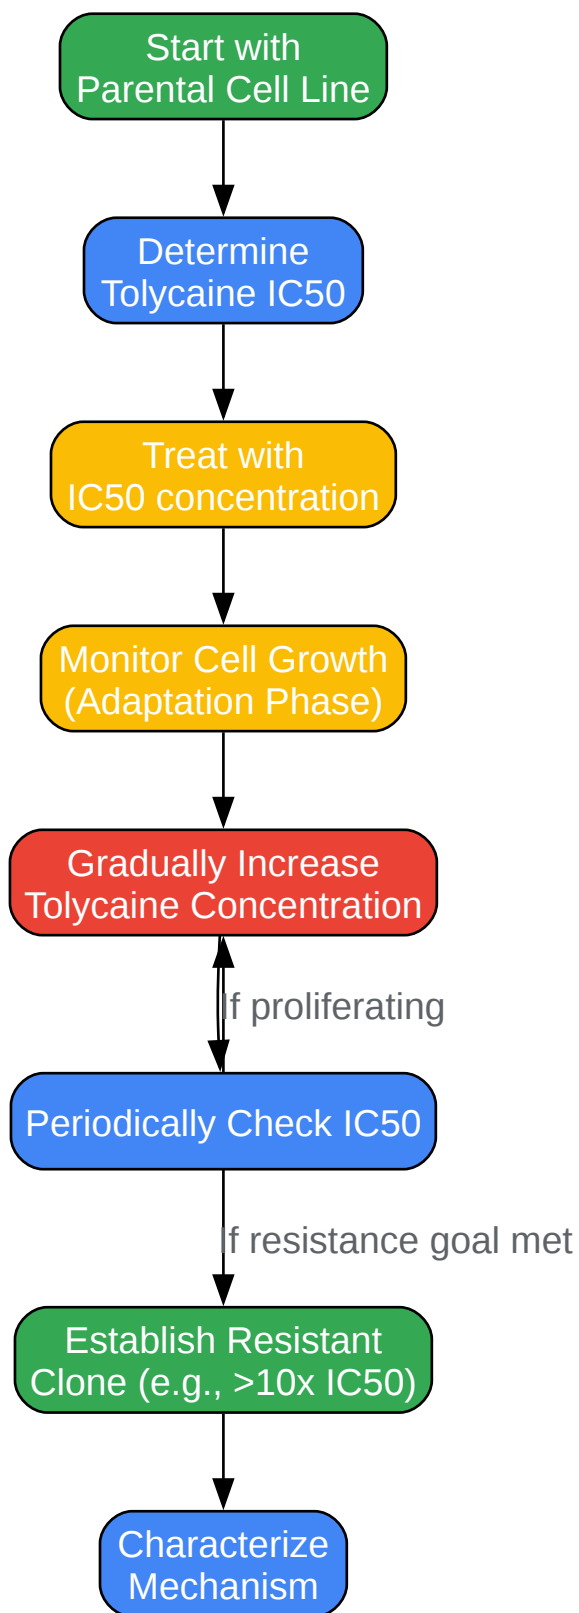 Start with
Parental Cell Line
Determine
Tolycaine IC50
Treat with
IC50 concentration
Monitor Cell Growth
(Adaptation Phase)
Gradually Increase
Tolycaine Concentration
If proliferating
Periodically Check IC50
If resistance goal met
Establish Resistant
Clone (e.g., >10x IC50)
Characterize
Mechanism